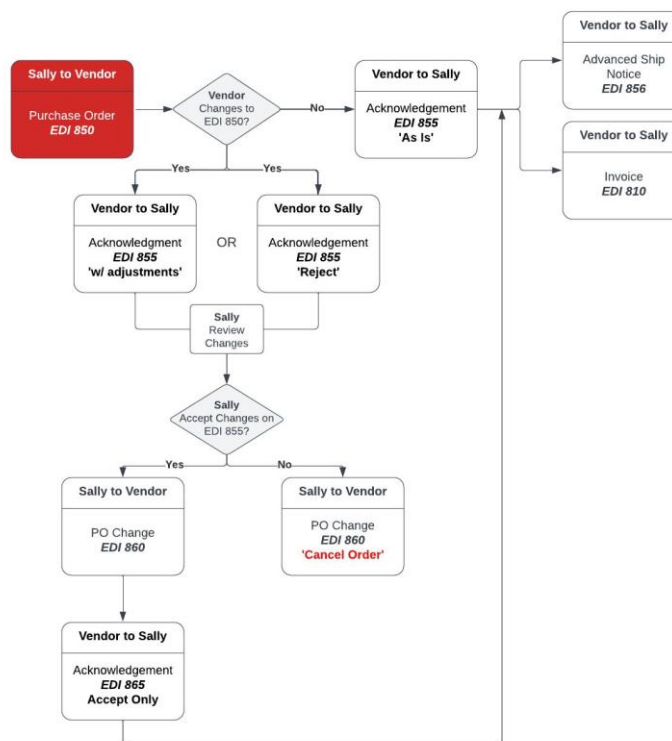 Sally to Vendor
Purchase Order
EDI 850
Vendor
Changes to
EDI 850?
No
Vendor to Sally
Acknowledgement
EDI 855
'As Is'
Vendor to Sally
Advanced Ship
Notice
EDI 856
Vendor to Sally
Invoice
EDI 810
Yes
Yes
Vendor to Sally
Acknowledgment
EDI 855
'w/ adjustments'
OR
Vendor to Sally
Acknowledgement
EDI 855
'Reject'
Sally
Review
Changes
Sally
Accept Changes on
EDI 855?
Yes
No
Sally to Vendor
PO Change
EDI 860
Sally to Vendor
PO Change
EDI 860
'Cancel Order'
Vendor to Sally
Acknowledgement
EDI 865
Accept Only